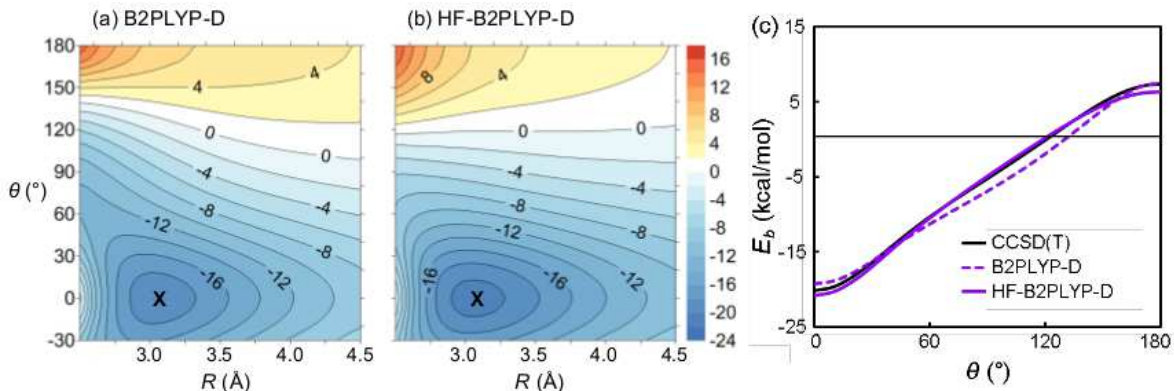 (a) B2PLYP-D
(b) HF-B2PLYP-D
(c)
180
150
120
90
60
30
0
-30
θ (°)
4
4
0
0
-4
-8
-12
-16
-4
-8
X
3.0 3.5 4.0 4.5
R (Å)
8
4
0
0
-4
-8
-12
-16
-16
-4
-8
X
3.0 3.5 4.0 4.5
R (Å)
16
12
8
4
0
-4
-8
-12
-16
-20
-24
15
5
-5
-15
-25
E_b (kcal/mol)
CCSD(T)
B2PLYP-D
HF-B2PLYP-D
0 60 120 180
θ (°)